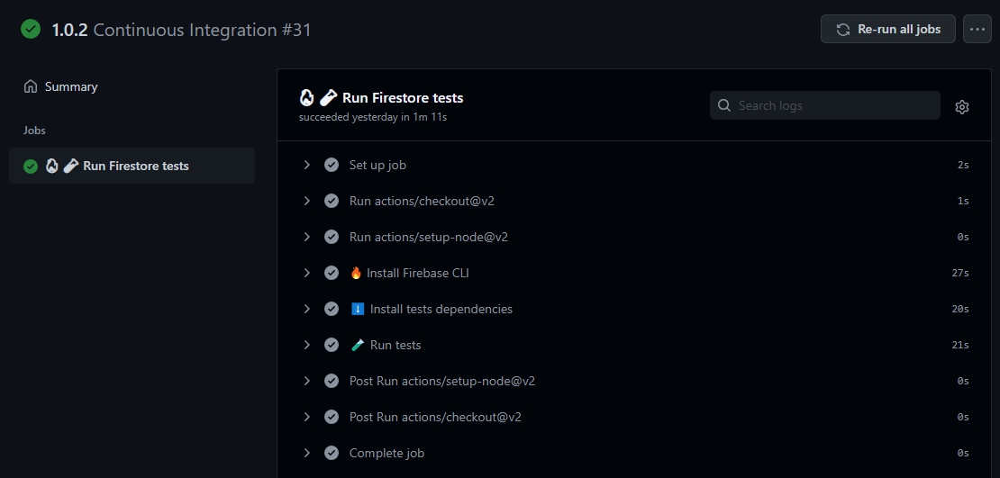 1.0.2 Continuous Integration #31
Re-run all jobs
Summary
Jobs
Run Firestore tests
Run Firestore tests
succeeded yesterday in 1m 11s
Search logs
Set up job 2s
Run actions/checkout@v2 1s
Run actions/setup-node@v2 0s
🔥 Install Firebase CLI 27s
⬇️ Install tests dependencies 20s
🧪 Run tests 21s
Post Run actions/setup-node@v2 0s
Post Run actions/checkout@v2 0s
Complete job 0s